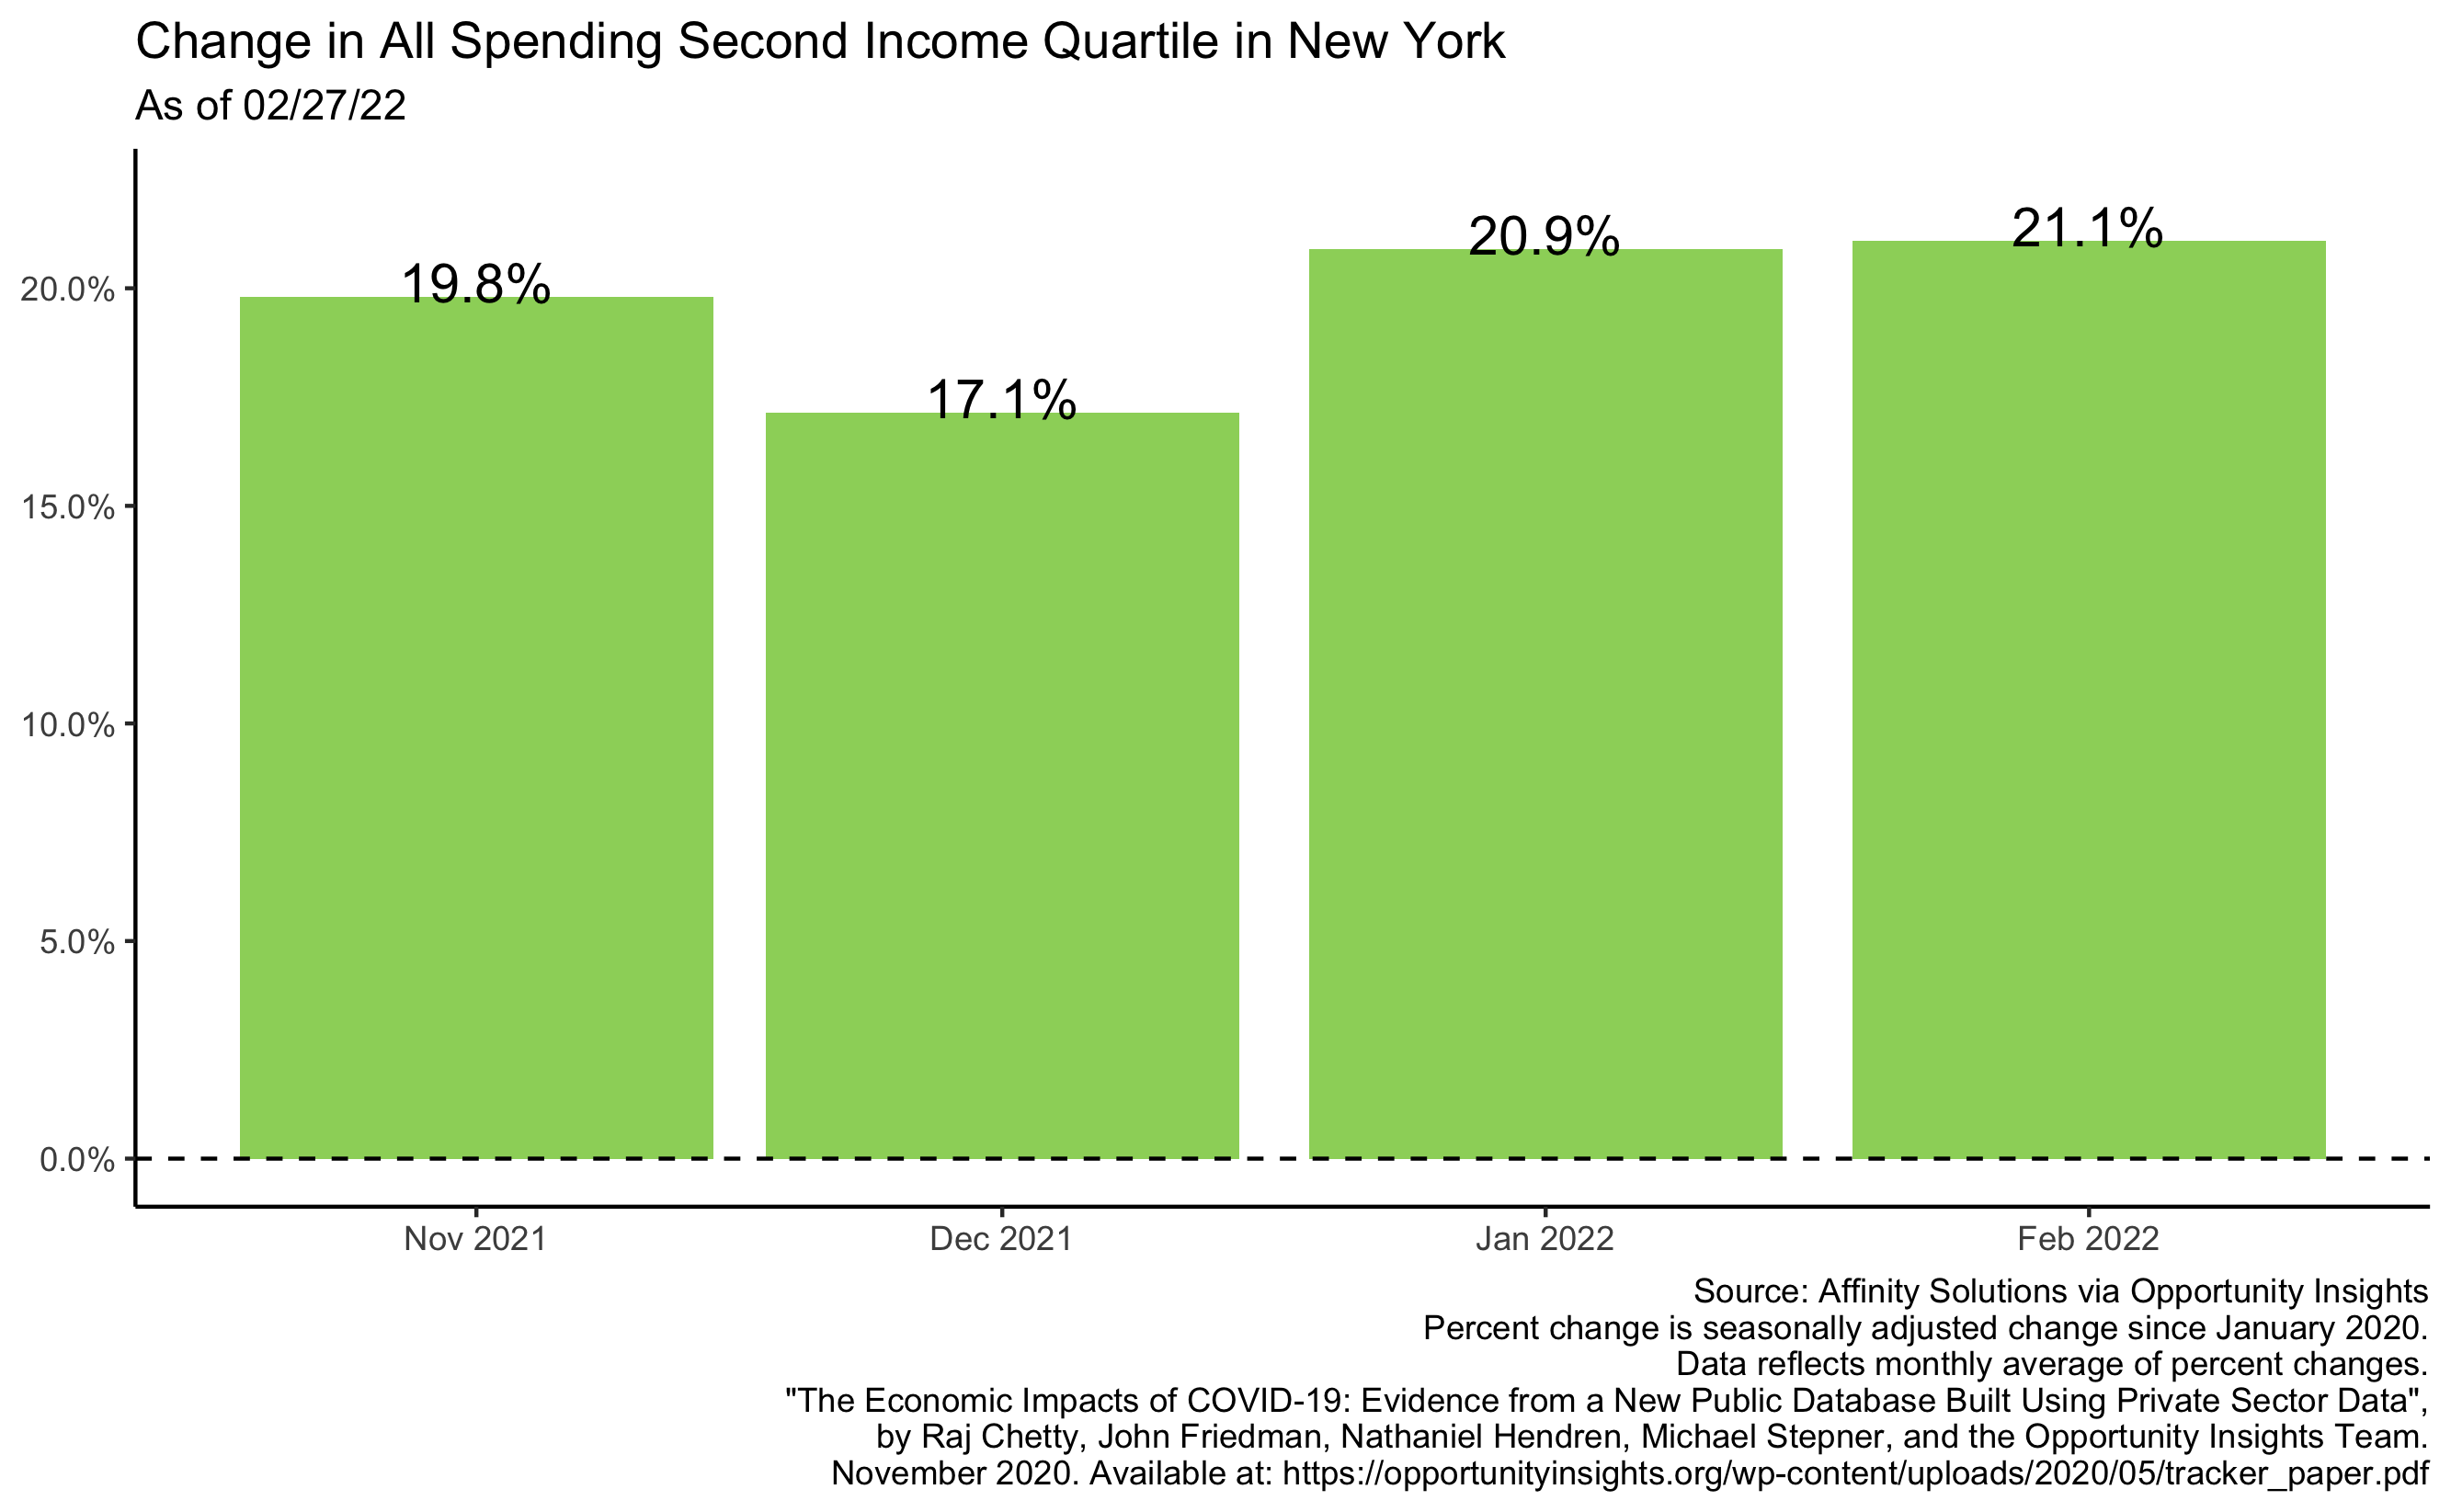 Change in All Spending Second Income Quartile in New York
As of 02/27/22
20.0%
15.0%
10.0%
5.0%
0.0%
19.8%
17.1%
20.9%
21.1%
Nov 2021
Dec 2021
Jan 2022
Feb 2022
Source: Affinity Solutions via Opportunity Insights
Percent change is seasonally adjusted change since January 2020.
Data reflects monthly average of percent changes.
"The Economic Impacts of COVID-19: Evidence from a New Public Database Built Using Private Sector Data",
by Raj Chetty, John Friedman, Nathaniel Hendren, Michael Stepner, and the Opportunity Insights Team.
November 2020. Available at: https://opportunityinsights.org/wp-content/uploads/2020/05/tracker_paper.pdf